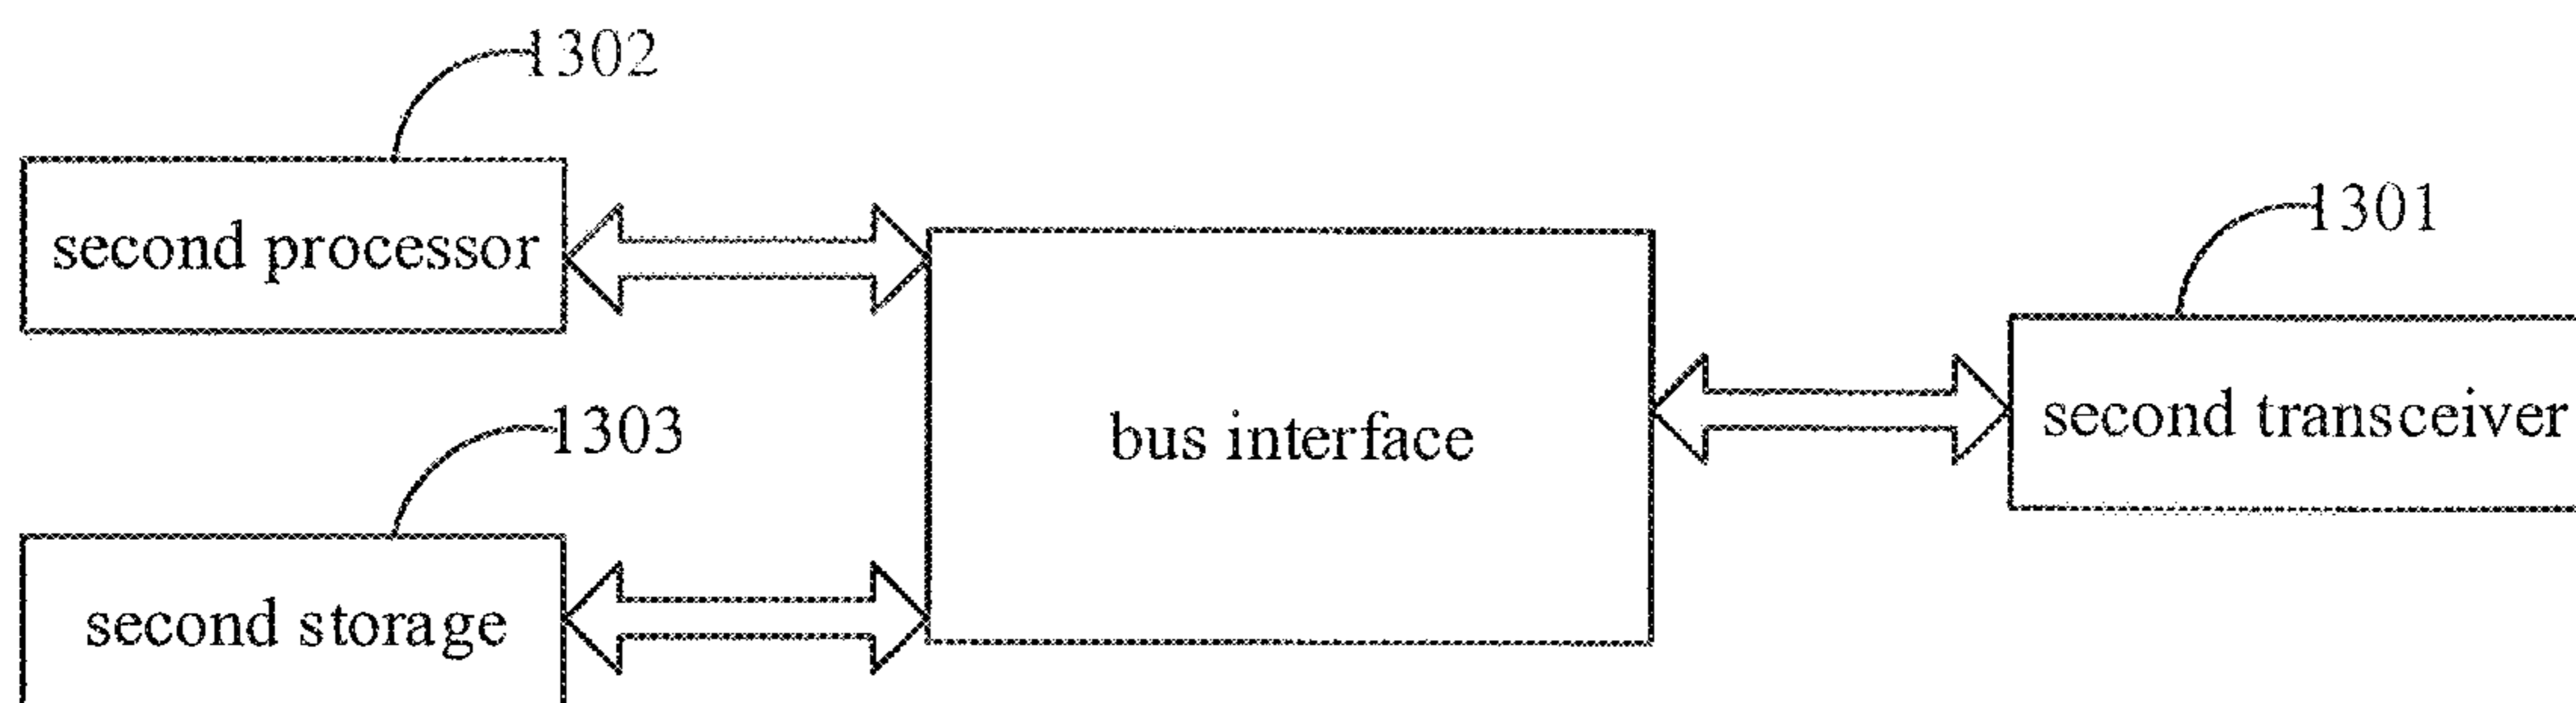 1302
second processor
1301
second transceiver
bus interface
1303
second storage